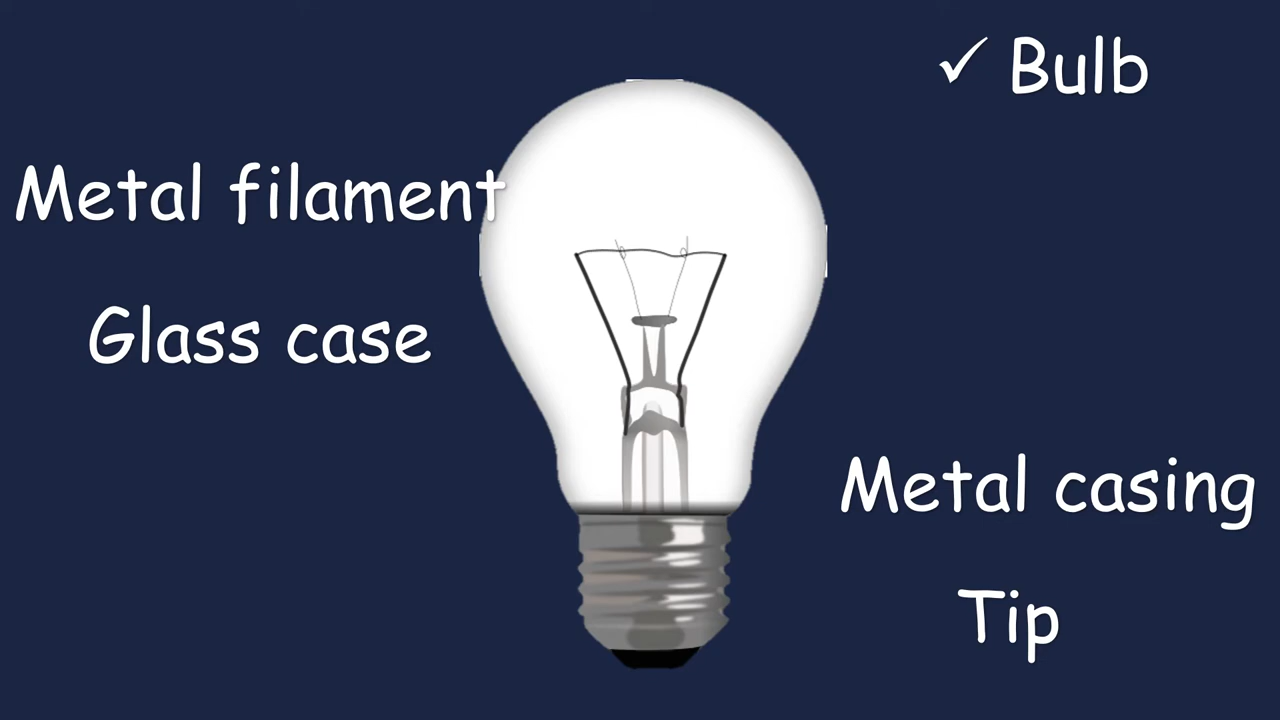 ✓ Bulb
Metal filament
Glass case
Metal casing
Tip